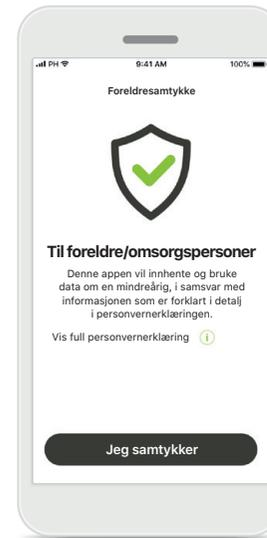 PH 9:41 AM 100%
Foreldresamtykke
Til foreldre/omsorgspersoner
Denne appen vil innhente og bruke
data om en mindreårig, i samsvar med
informasjonen som er forklart i detalj
i personvernerklæringen.
Vis full personvernerklæring i
Jeg samtykker